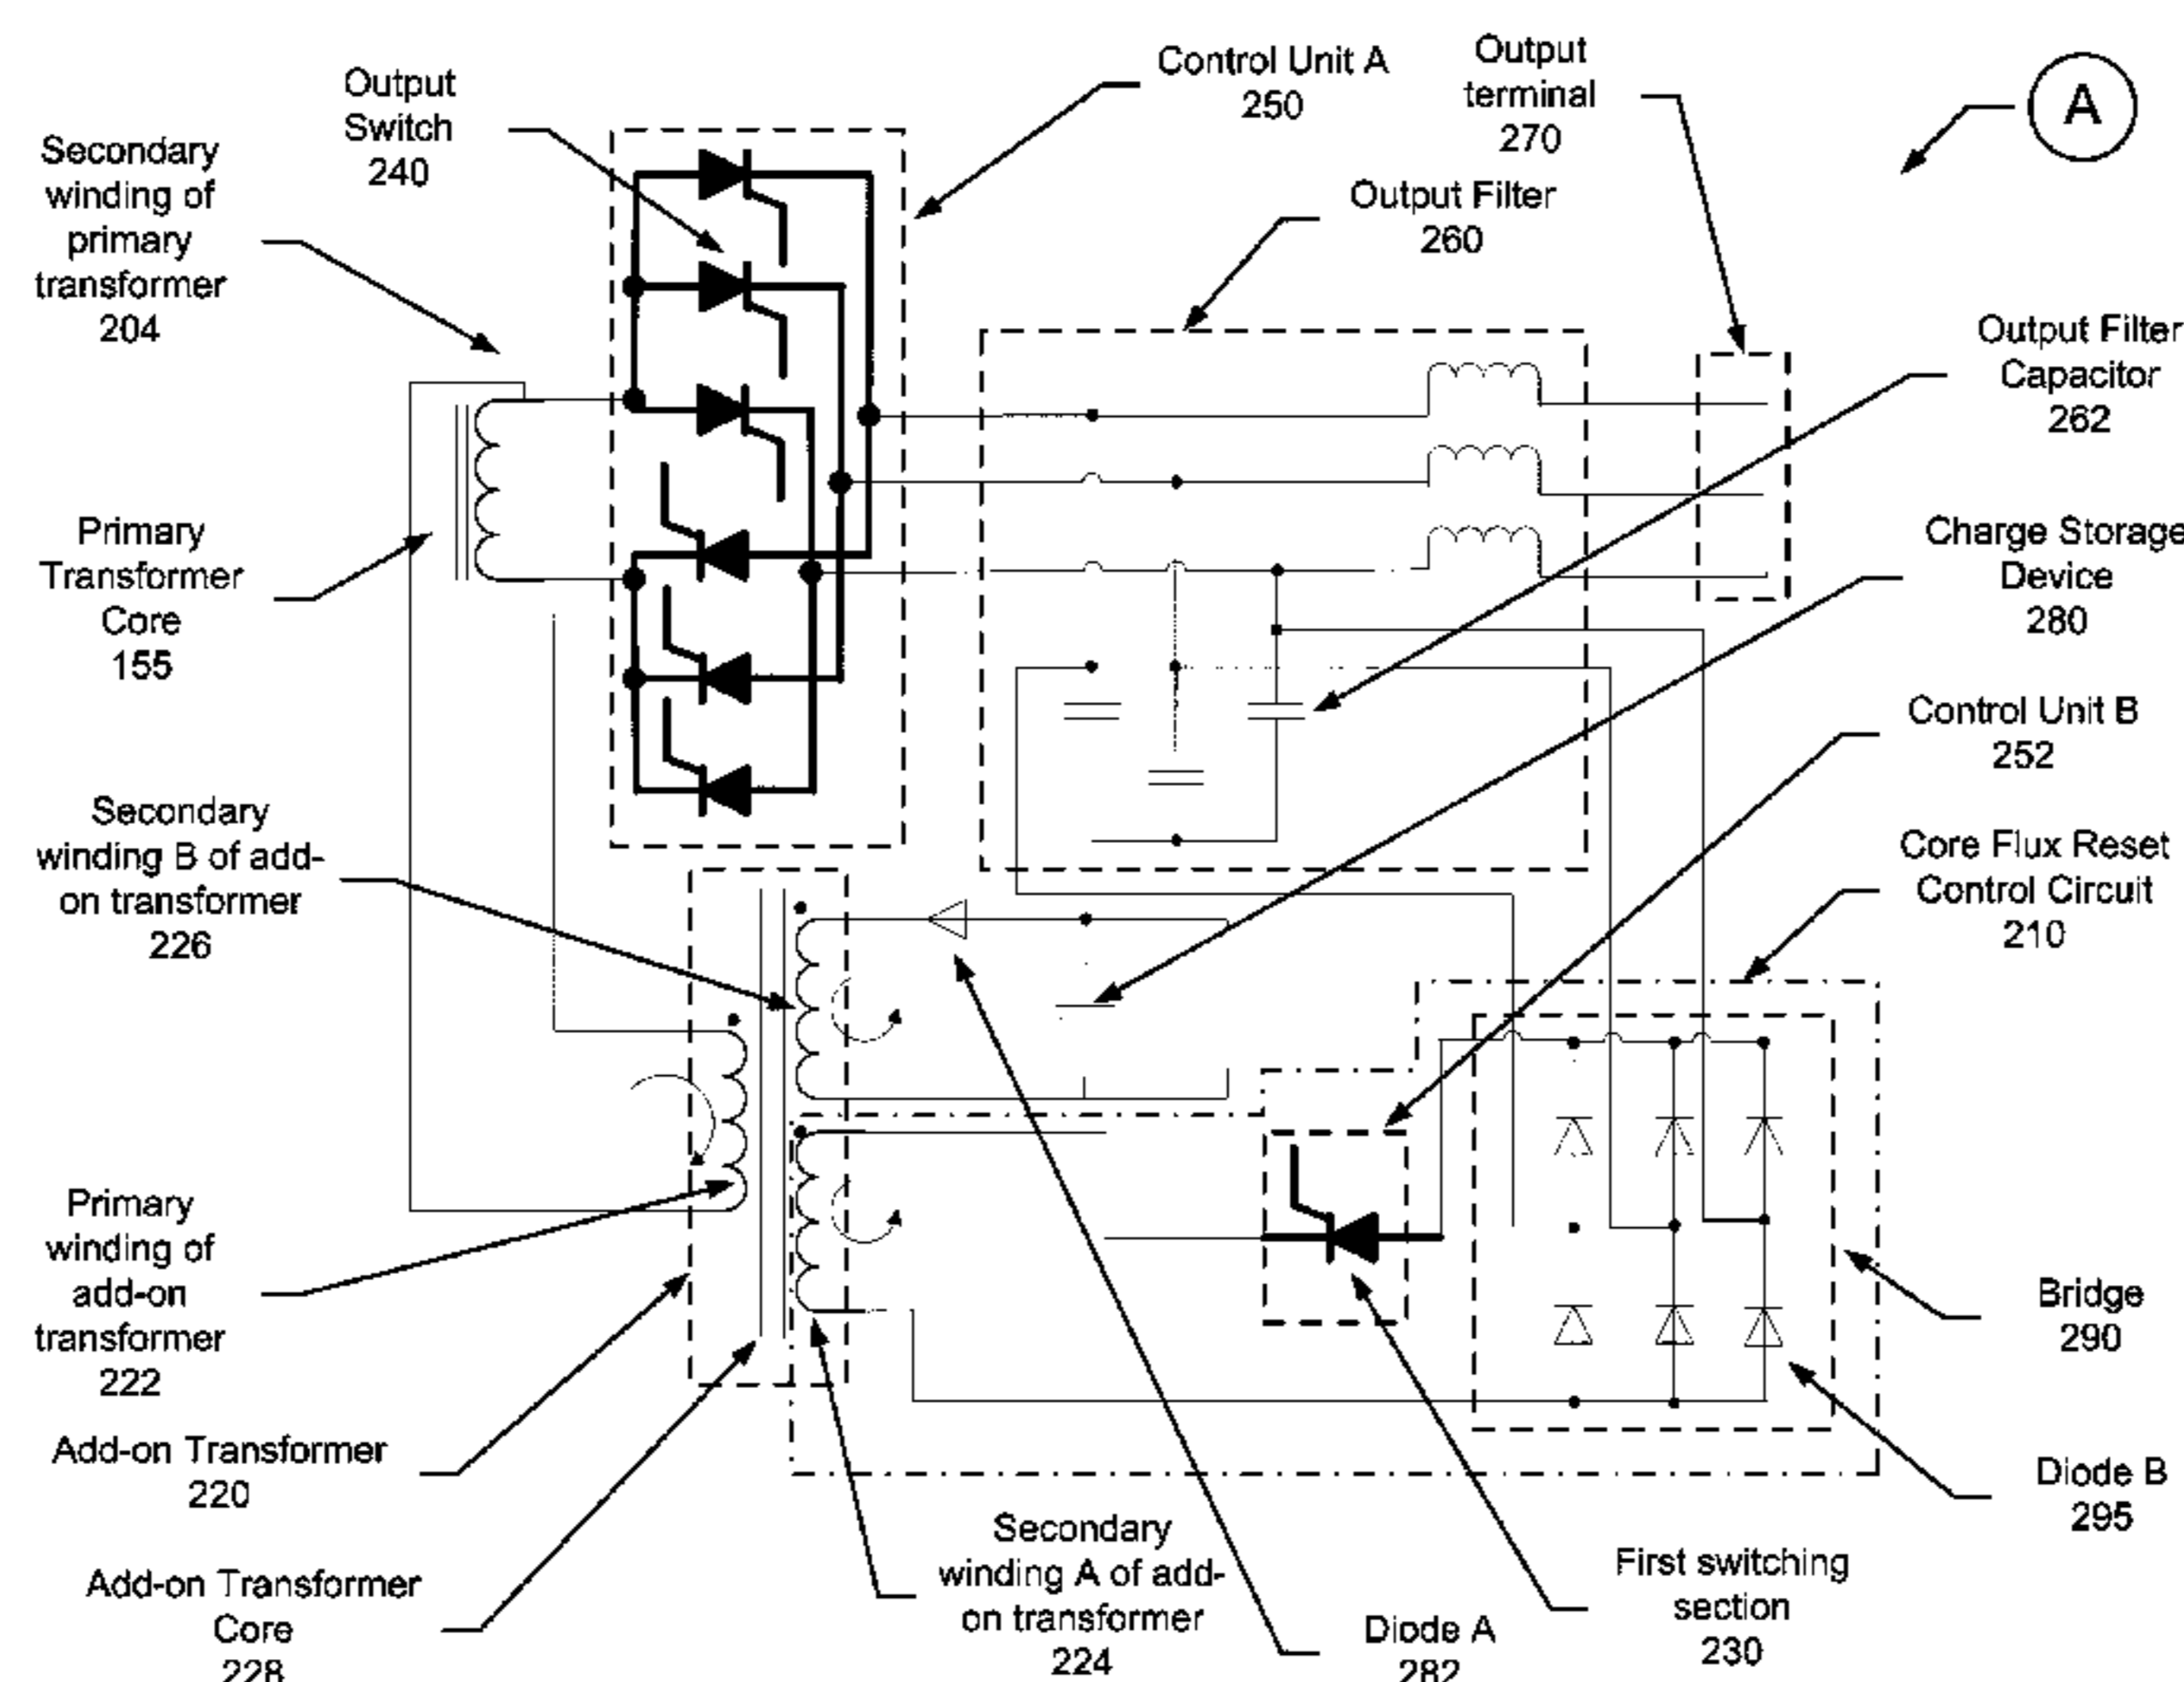 Output
Switch
240
Control Unit A
250
Output
terminal
270
A
Secondary
winding of
primary
transformer
204
Output Filter
260
Output Filter
Capacitor
262
Primary
Transformer
Core
155
Charge Storage
Device
280
Control Unit B
252
Secondary
winding B of add-
on transformer
226
Core Flux Reset
Control Circuit
210
Primary
winding of
add-on
transformer
222
Bridge
290
Add-on Transformer
220
Diode B
295
Secondary
winding A of add-
on transformer
224
First switching
section
230
Add-on Transformer
Core
228
Diode A
282